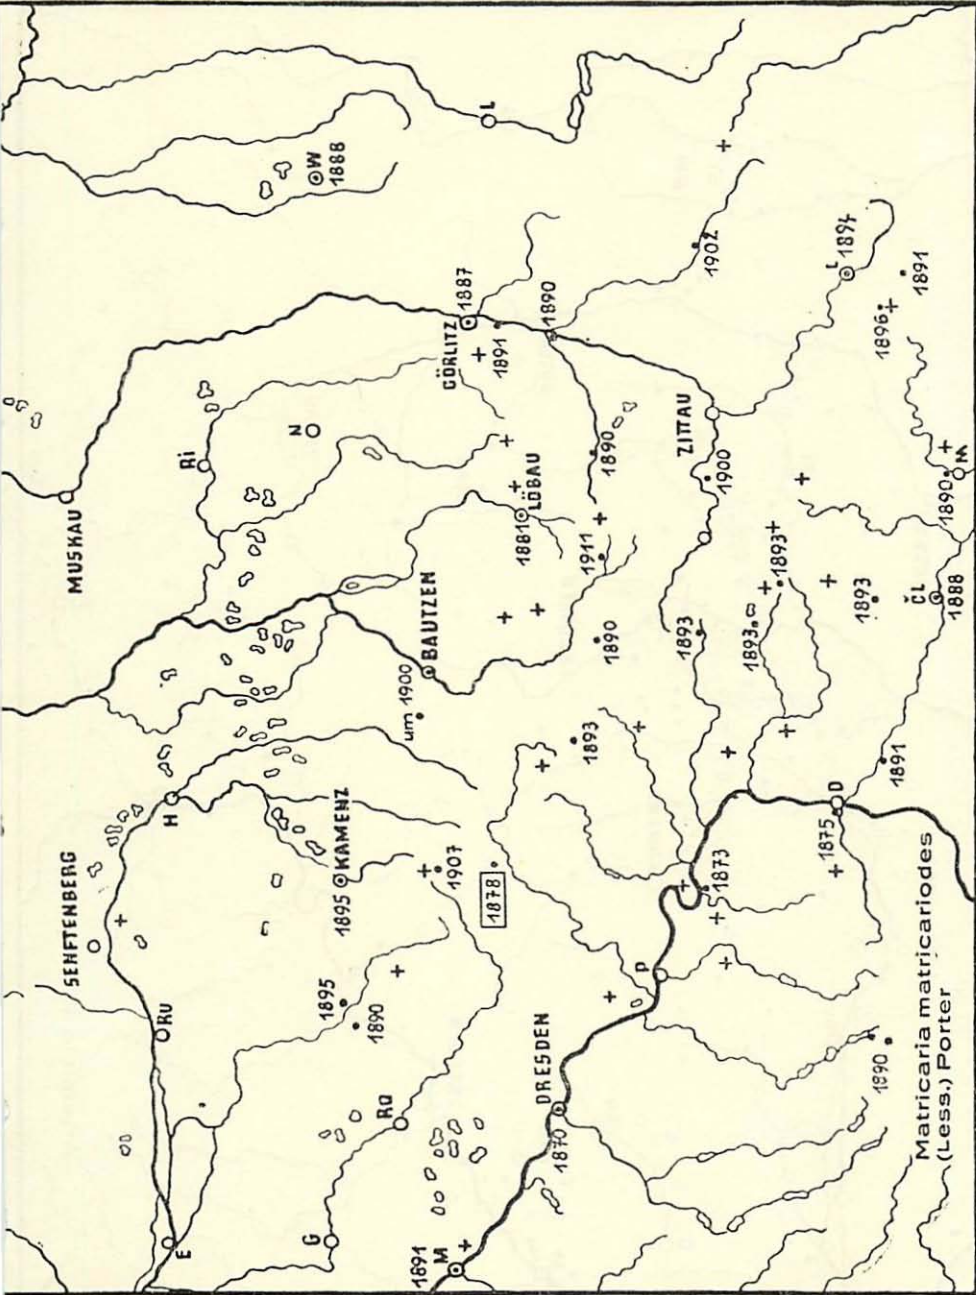 SENFTENBERG
MUSKAU
Ru
H
E
Ri
G
N
W
1888
1895
1895 KAMENZ
1890
Ra
um 1900
1891
M
BAUTZEN
GÖRLITZ
1887
1907
L
1878
1891
1881
LÖBAU
DRESDEN
1890
1870
1893
1911
1890
1890
P
1893
ZITTAU
1902
1873
1900
1893
1893
1875
D
L
1894
1893
1890
1896
1891
ČL
1891
Matricaria matricariodes
(Less.) Porter
1888
1890
M